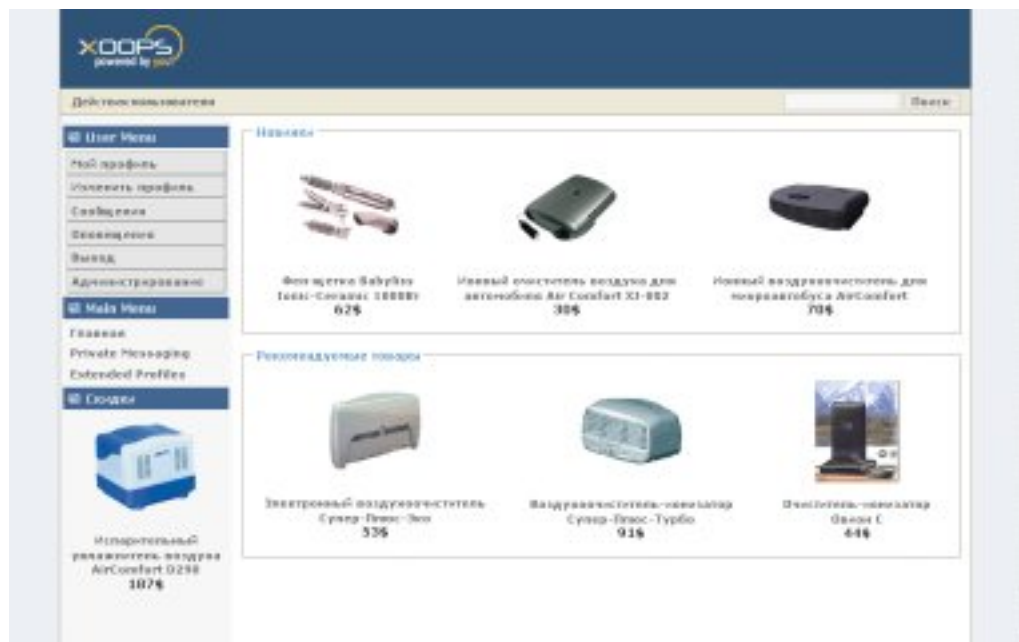 XOOPS
powered by you!
Действия пользователя
Поиск
User Menu
Мой профиль
Изменить профиль
Сообщения
Оповещения
Выход
Администрирование
Main Menu
Главная
Private Messaging
Extended Profiles
Скидки
Испарительный
увлажнитель воздуха
AirComfort
187$
Новинки
Фен-щетка Babyliss
Ionic-Ceramic 1000Вт
62$
Ионный очиститель воздуха для
автомобиля Air Comfort XJ-802
30$
Ионный воздухоочиститель для
микроавтобуса AirComfort
70$
Рекомендуемые товары
Электронный воздухоочиститель
Супер-Плюс-Эко
53$
Воздухоочиститель-ионизатор
Супер-Плюс-Турбо
91$
Очиститель-ионизатор
Овион С
44$